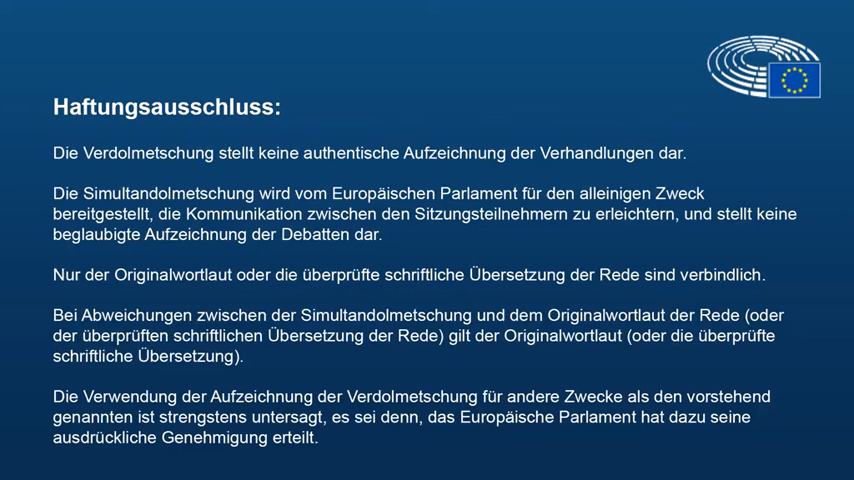 Haftungsausschluss:
Die Verdolmetschung stellt keine authentische Aufzeichnung der Verhandlungen dar.
Die Simultandolmetschung wird vom Europäischen Parlament für den alleinigen Zweck
bereitgestellt, die Kommunikation zwischen den Sitzungsteilnehmern zu erleichtern, und stellt keine
beglaubigte Aufzeichnung der Debatten dar.
Nur der Originalwortlaut oder die überprüfte schriftliche Übersetzung der Rede sind verbindlich.
Bei Abweichungen zwischen der Simultandolmetschung und dem Originalwortlaut der Rede (oder
der überprüften schriftlichen Übersetzung der Rede) gilt der Originalwortlaut (oder die überprüfte
schriftliche Übersetzung).
Die Verwendung der Aufzeichnung der Verdolmetschung für andere Zwecke als den vorstehend
genannten ist strengstens untersagt, es sei denn, das Europäische Parlament hat dazu seine
ausdrückliche Genehmigung erteilt.